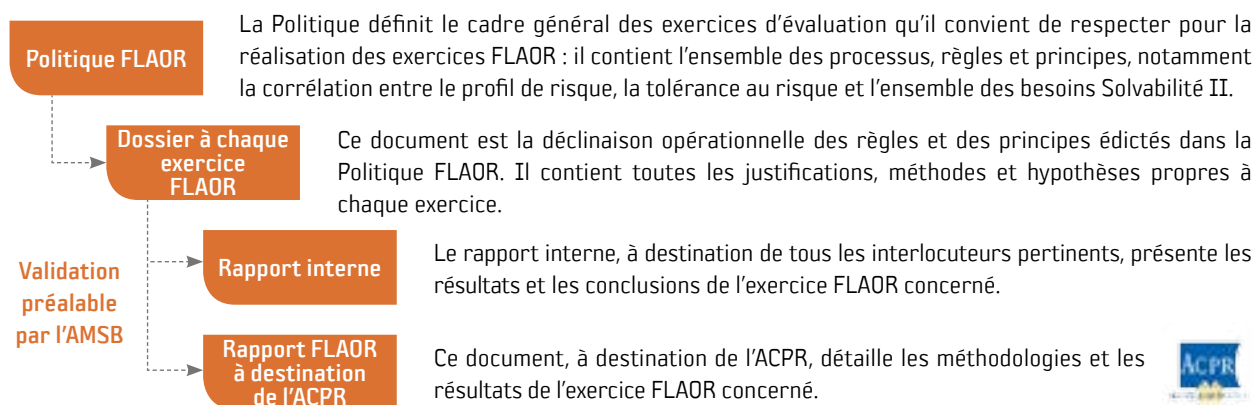 Politique FLAOR
La Politique définit le cadre général des exercices d'évaluation qu'il convient de respecter pour la
réalisation des exercices FLAOR : il contient l'ensemble des processus, règles et principes, notamment
la corrélation entre le profil de risque, la tolérance au risque et l'ensemble des besoins Solvabilité II.
Dossier à chaque
exercice
FLAOR
Ce document est la déclinaison opérationnelle des règles et des principes édictés dans la
Politique FLAOR. Il contient toutes les justifications, méthodes et hypothèses propres à
chaque exercice.
Validation
préalable
par l'AMSB
Rapport interne
Le rapport interne, à destination de tous les interlocuteurs pertinents, présente les
résultats et les conclusions de l'exercice FLAOR concerné.
Rapport FLAOR
à destination
de l'ACPR
Ce document, à destination de l'ACPR, détaille les méthodologies et les
résultats de l'exercice FLAOR concerné.
ACPR